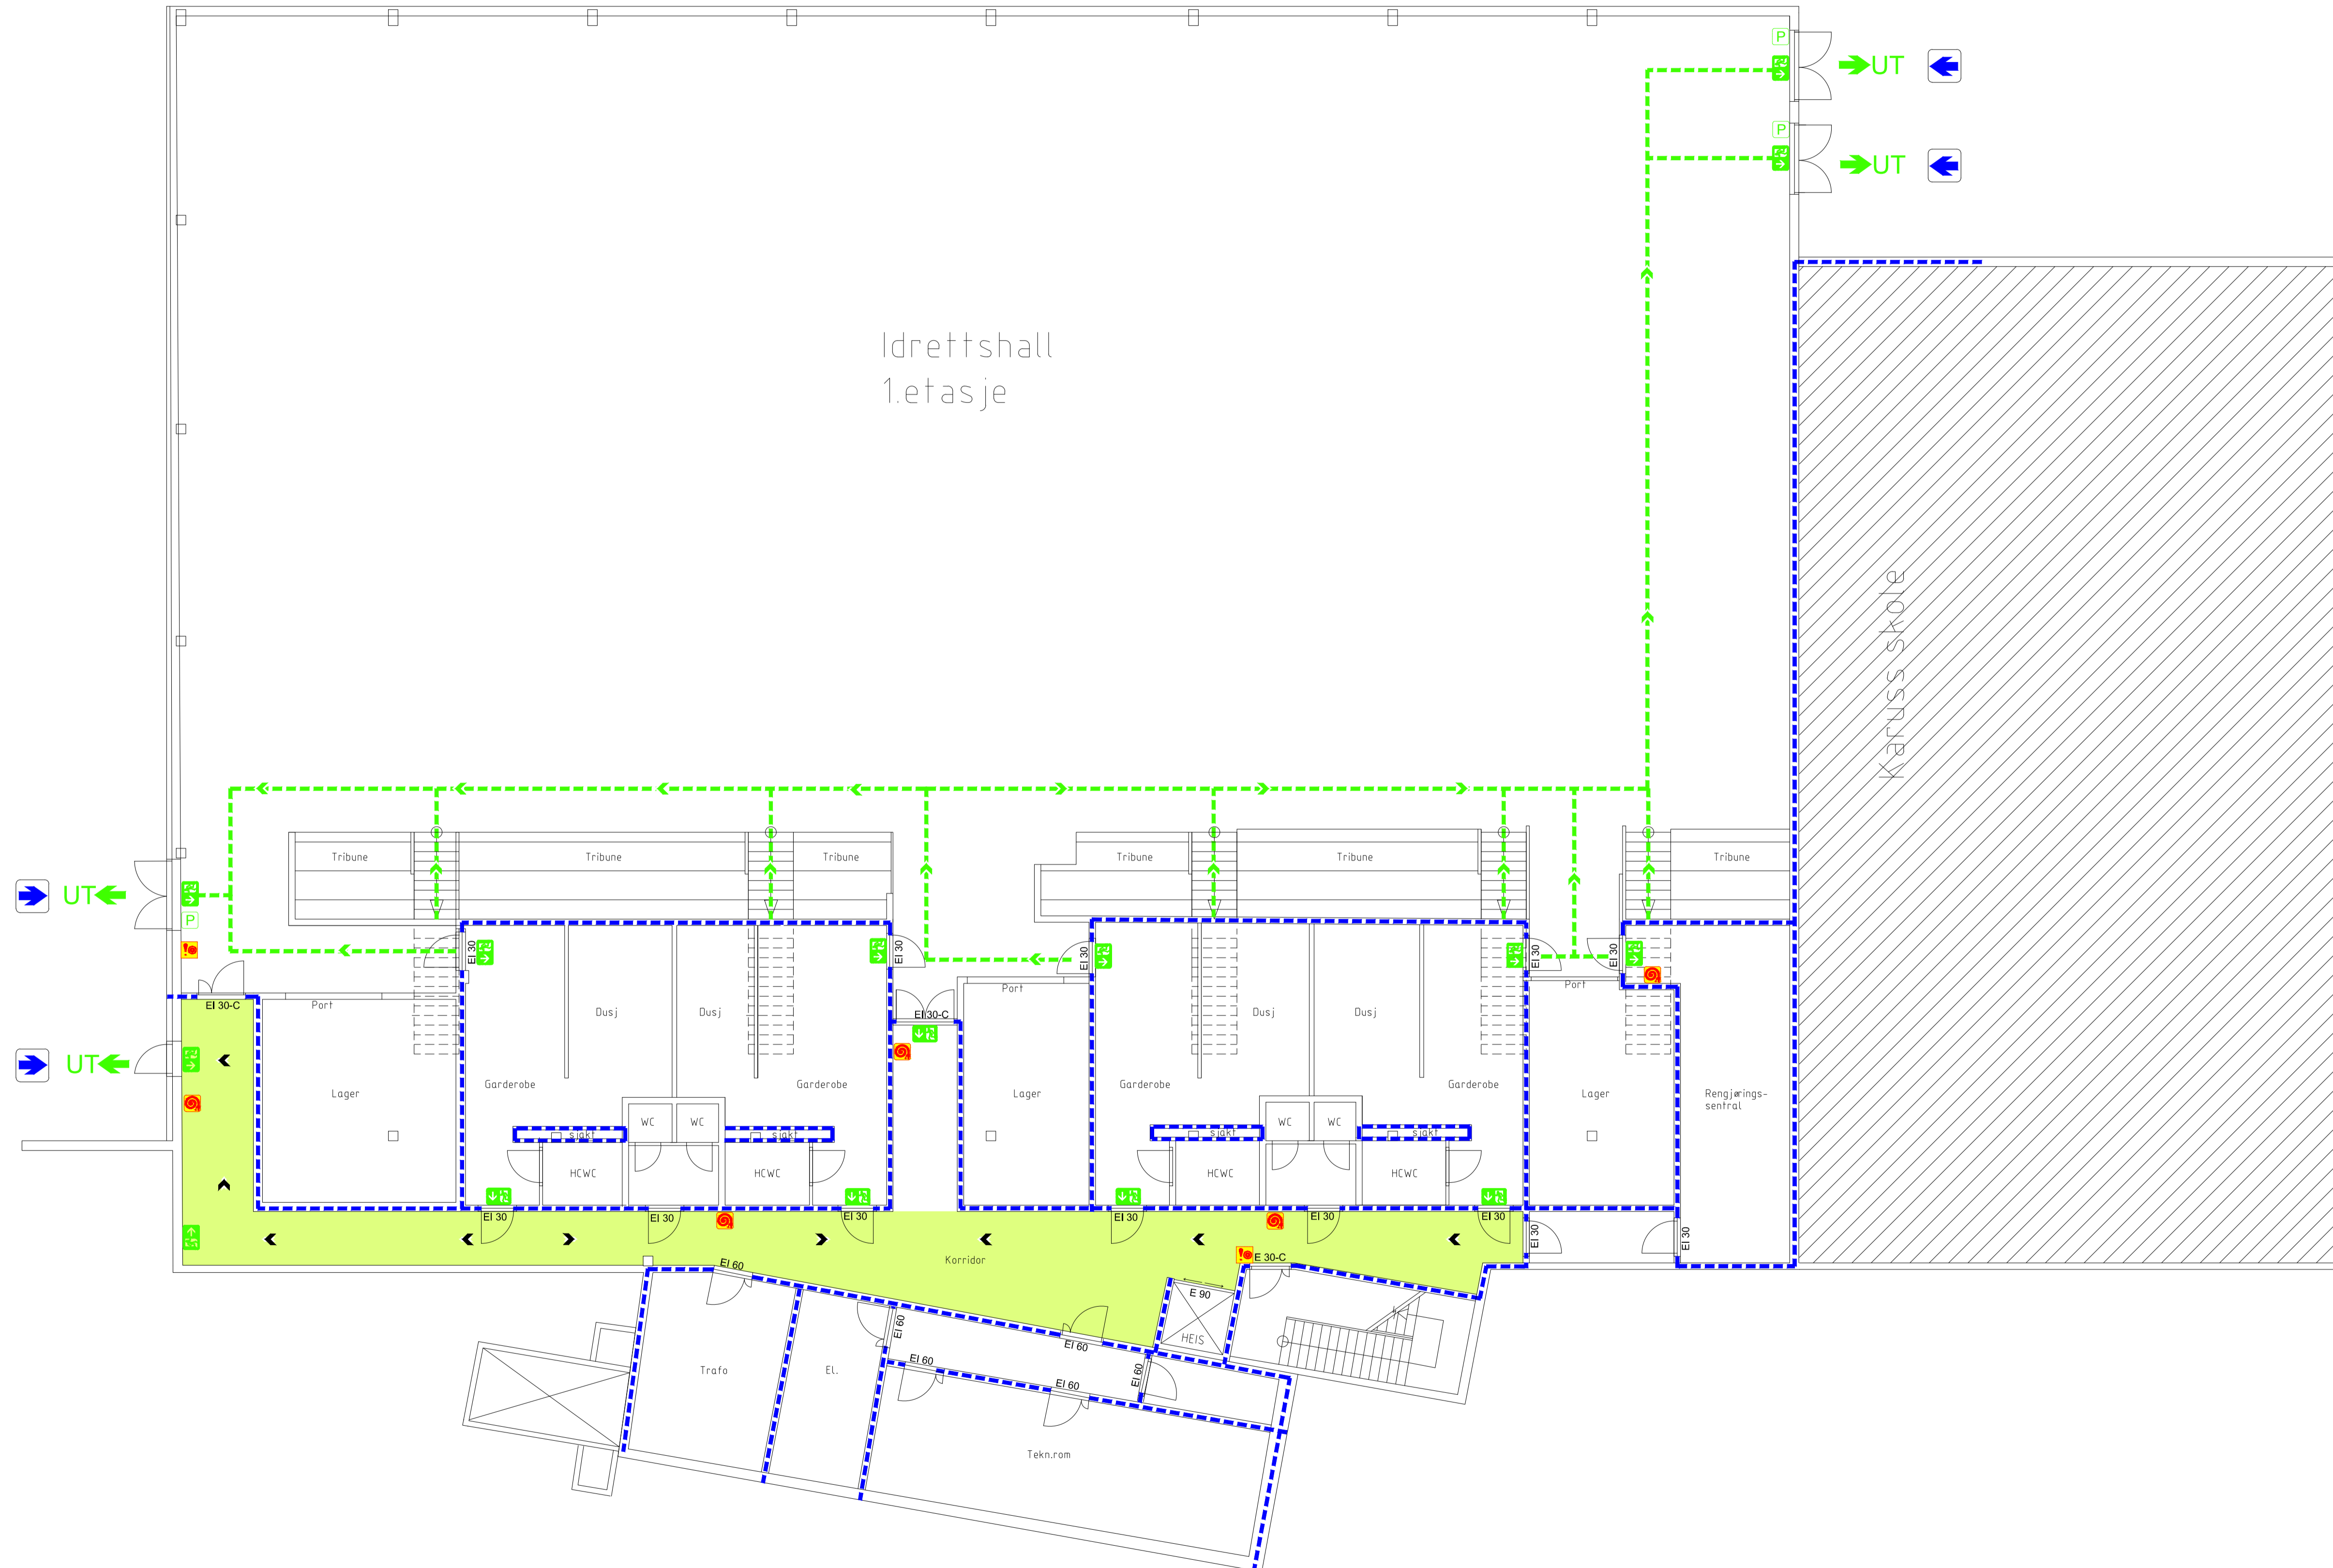 P
UT
P
UT
Idrettshall
1.etasje
Karuss skole
Tribune
Tribune
Tribune
Tribune
Tribune
Tribune
UT
P
EI 30
EI 30
EI 30
EI 30
EI 30
EI 30-C
Port
EI 30-C
Port
Port
Dusj
Dusj
Dusj
Dusj
UT
Lager
Garderobe
Garderobe
Lager
Garderobe
Garderobe
Lager
Rengjørings-
sentral
WC
WC
WC
WC
sjakt
sjakt
sjakt
sjakt
HCWC
HCWC
HCWC
HCWC
EI 30
EI 30
EI 30
EI 30
EI 30
EI 30
EI 30
EI 30
Korridor
EI 60
E 30-C
E 90
HEIS
EI 60
EI 60
EI 60
EI 60
EI 60
Trafo
El.
Tekn.rom